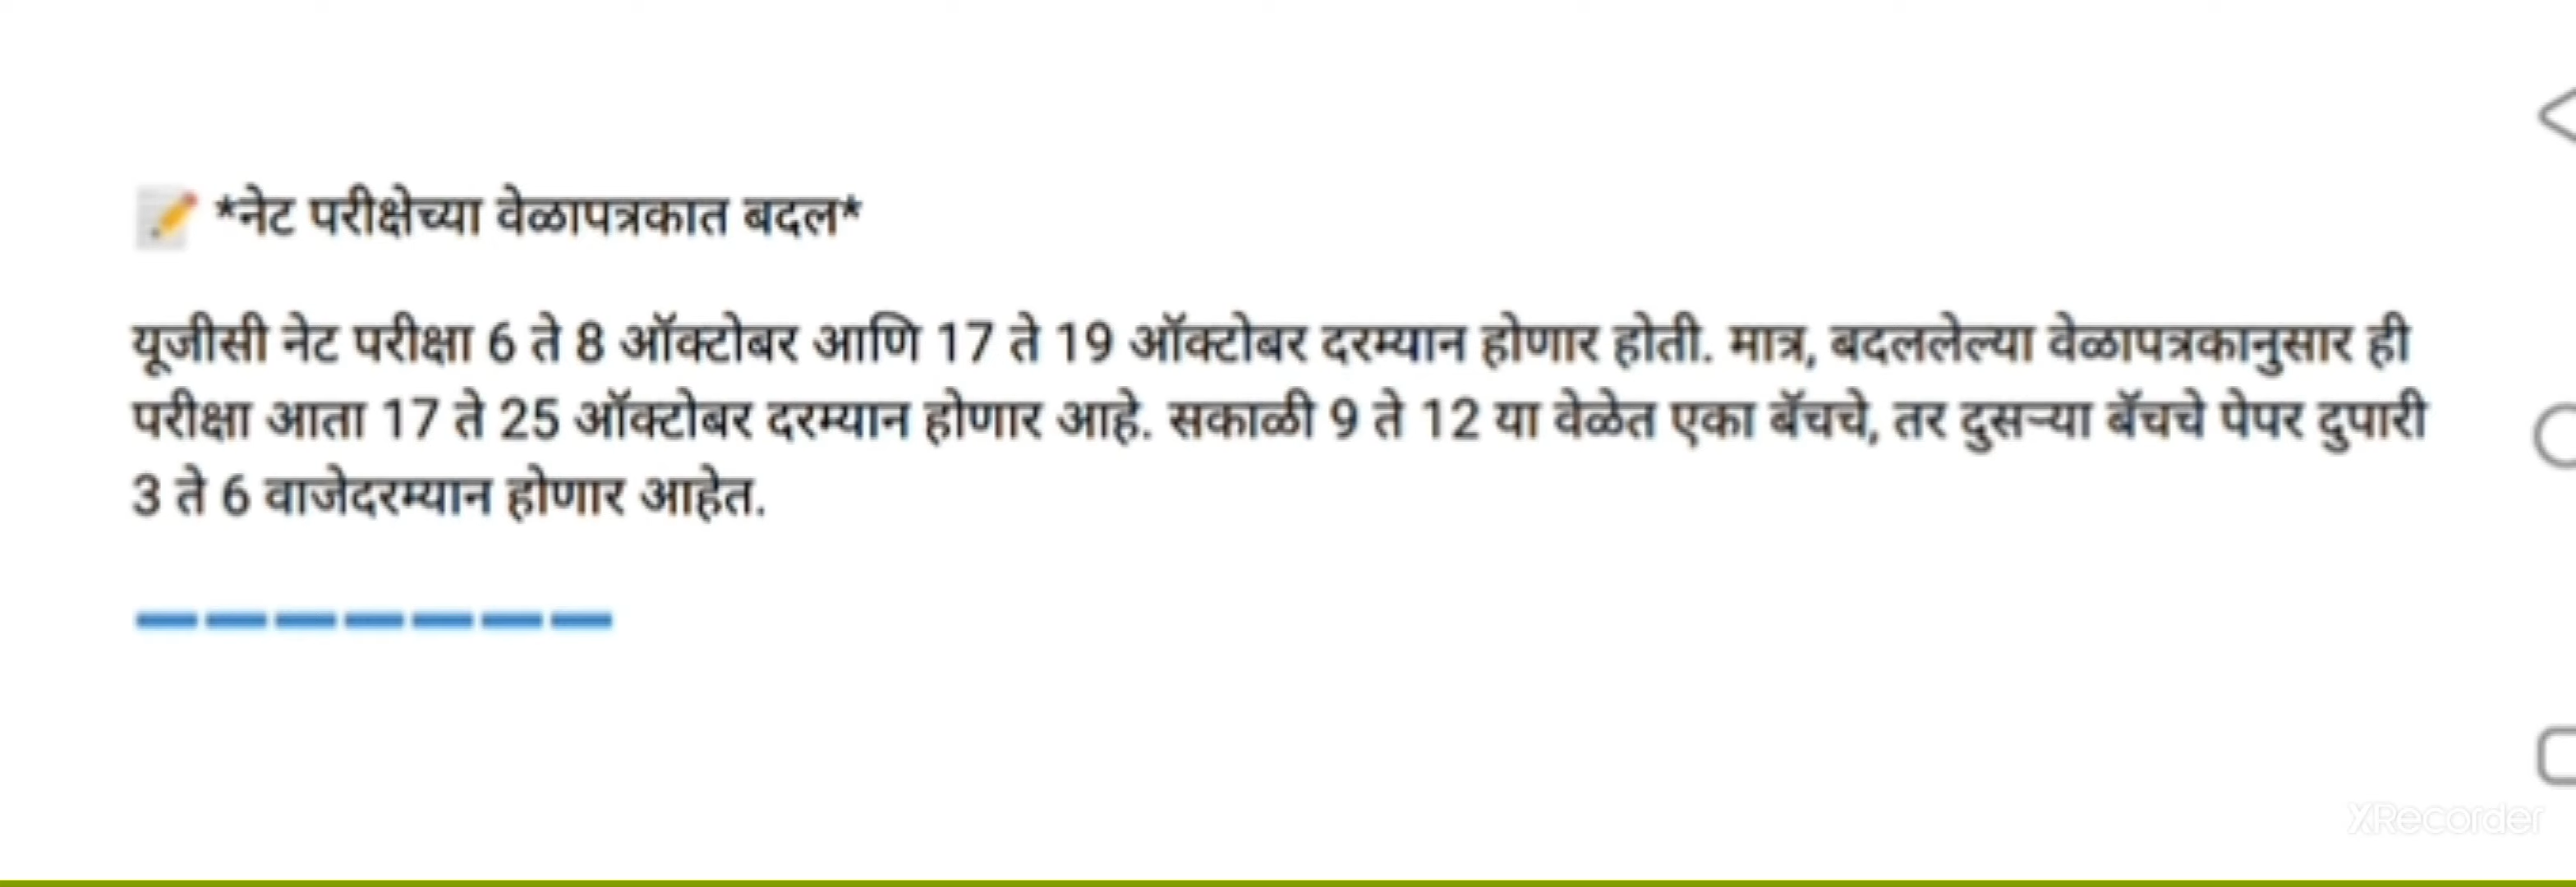 📝 *नेट परीक्षेच्या वेळापत्रकात बदल*
यूजीसी नेट परीक्षा 6 ते 8 ऑक्टोबर आणि 17 ते 19 ऑक्टोबर दरम्यान होणार होती. मात्र, बदललेल्या वेळापत्रकानुसार ही
परीक्षा आता 17 ते 25 ऑक्टोबर दरम्यान होणार आहे. सकाळी 9 ते 12 या वेळेत एका बॅचचे, तर दुसऱ्या बॅचचे पेपर दुपारी
3 ते 6 वाजेदरम्यान होणार आहेत.
XRecorder